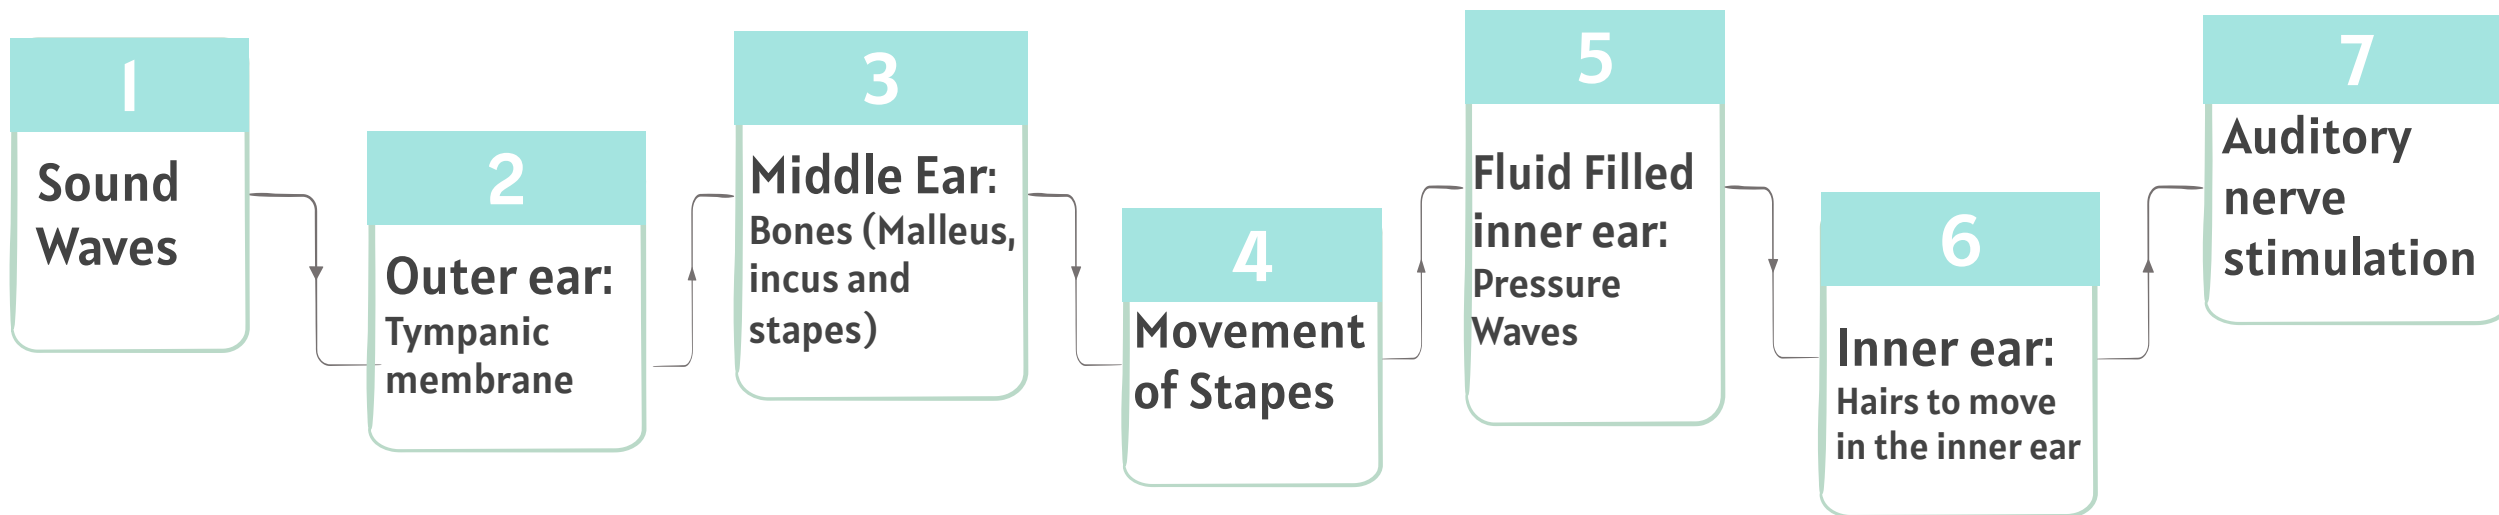 1
Sound
Waves
2
Outer ear:
Tympanic
membrane
3
Middle Ear:
Bones (Malleus,
incus and
stapes)
4
Movement
of Stapes
5
Fluid Filled
inner ear:
Pressure
Waves
6
Inner ear:
Hairs to move
in the inner ear
7
Auditory
nerve
stimulation